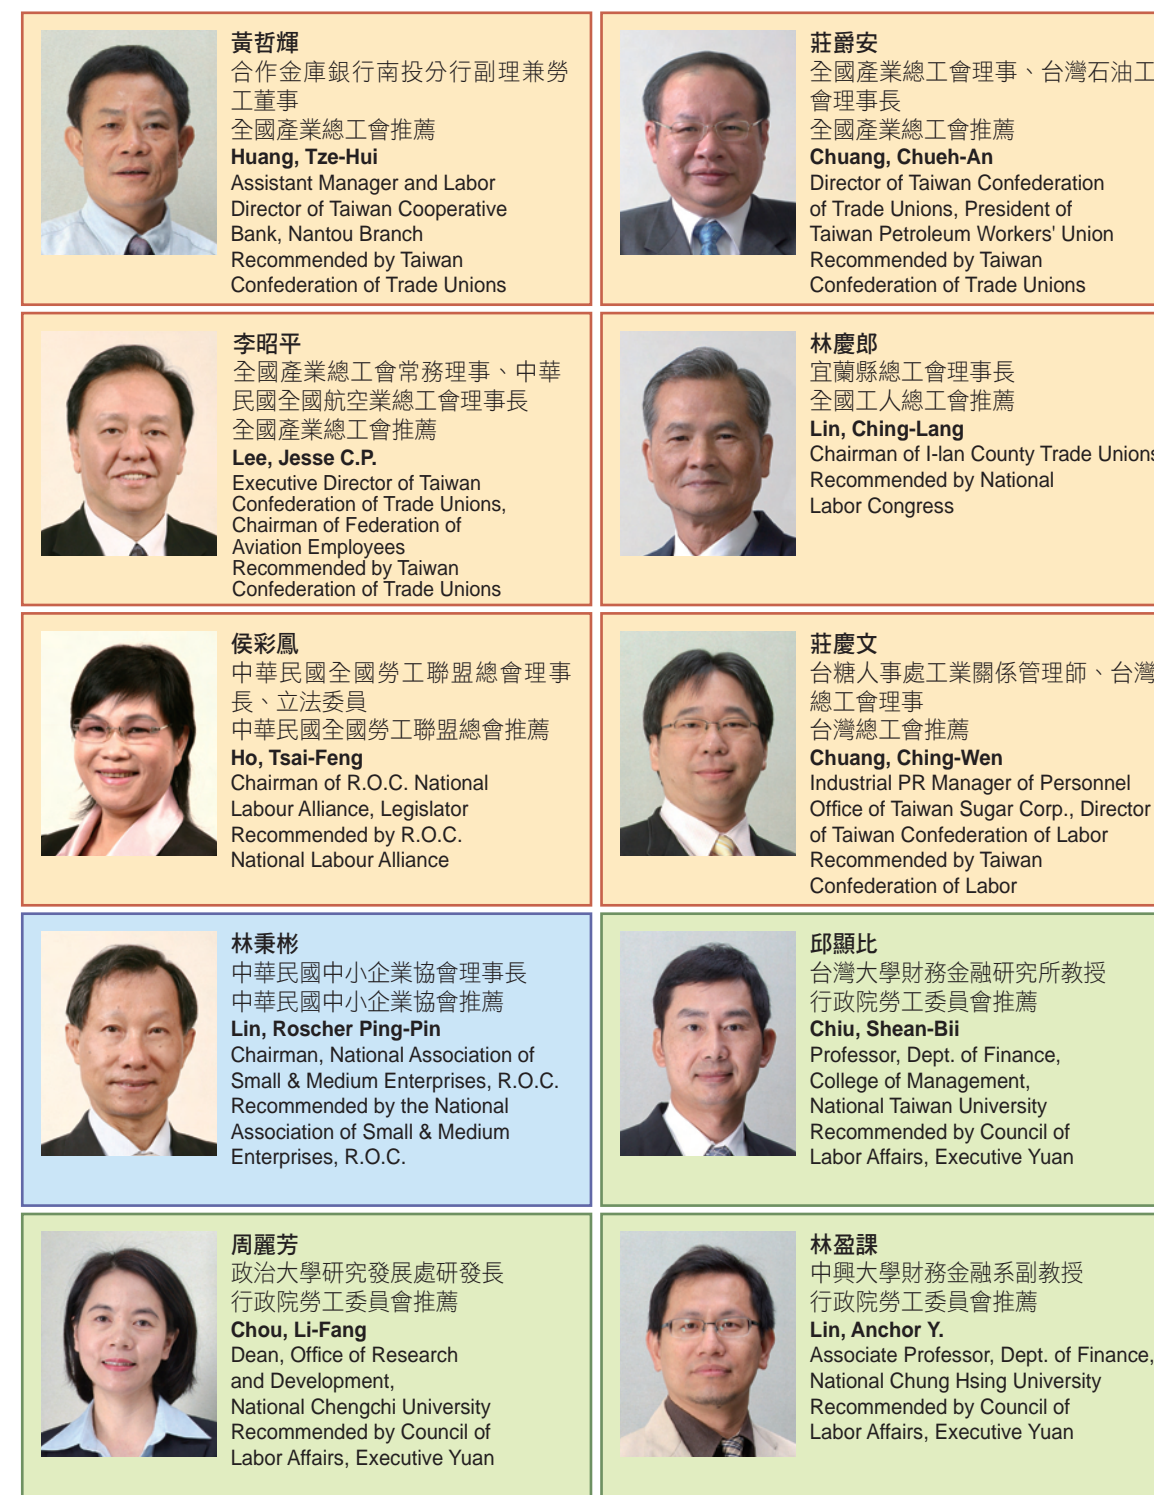 黃哲輝
合作金庫銀行南投分行副理兼勞
工董事
全國產業總工會推薦
Huang, Tze-Hui
Assistant Manager and Labor
Director of Taiwan Cooperative
Bank, Nantou Branch
Recommended by Taiwan
Confederation of Trade Unions
莊爵安
全國產業總工會理事、台灣石油工
會理事長
全國產業總工會推薦
Chuang, Chueh-An
Director of Taiwan Confederation
of Trade Unions, President of
Taiwan Petroleum Workers' Union
Recommended by Taiwan
Confederation of Trade Unions
李昭平
全國產業總工會常務理事、中華
民國全國航空業總工會理事長
全國產業總工會推薦
Lee, Jesse C.P.
Executive Director of Taiwan
Confederation of Trade Unions,
Chairman of Federation of
Aviation Employees
Recommended by Taiwan
Confederation of Trade Unions
林慶郎
宜蘭縣總工會理事長
全國工人總工會推薦
Lin, Ching-Lang
Chairman of I-lan County Trade Unions
Recommended by National
Labor Congress
侯彩鳳
中華民國全國勞工聯盟總會理事
長、立法委員
中華民國全國勞工聯盟總會推薦
Ho, Tsai-Feng
Chairman of R.O.C. National
Labour Alliance, Legislator
Recommended by R.O.C.
National Labour Alliance
莊慶文
台糖人事處工業關係管理師、台灣
總工會理事
台灣總工會推薦
Chuang, Ching-Wen
Industrial PR Manager of Personnel
Office of Taiwan Sugar Corp., Director
of Taiwan Confederation of Labor
Recommended by Taiwan
Confederation of Labor
林秉彬
中華民國中小企業協會理事長
中華民國中小企業協會推薦
Lin, Roscher Ping-Pin
Chairman, National Association of
Small & Medium Enterprises, R.O.C.
Recommended by the National
Association of Small & Medium
Enterprises, R.O.C.
邱顯比
台灣大學財務金融研究所教授
行政院勞工委員會推薦
Chiu, Shean-Bii
Professor, Dept. of Finance,
College of Management,
National Taiwan University
Recommended by Council of
Labor Affairs, Executive Yuan
周麗芳
政治大學研究發展處研發長
行政院勞工委員會推薦
Chou, Li-Fang
Dean, Office of Research
and Development,
National Chengchi University
Recommended by Council of
Labor Affairs, Executive Yuan
林盈課
中興大學財務金融系副教授
行政院勞工委員會推薦
Lin, Anchor Y.
Associate Professor, Dept. of Finance,
National Chung Hsing University
Recommended by Council of
Labor Affairs, Executive Yuan